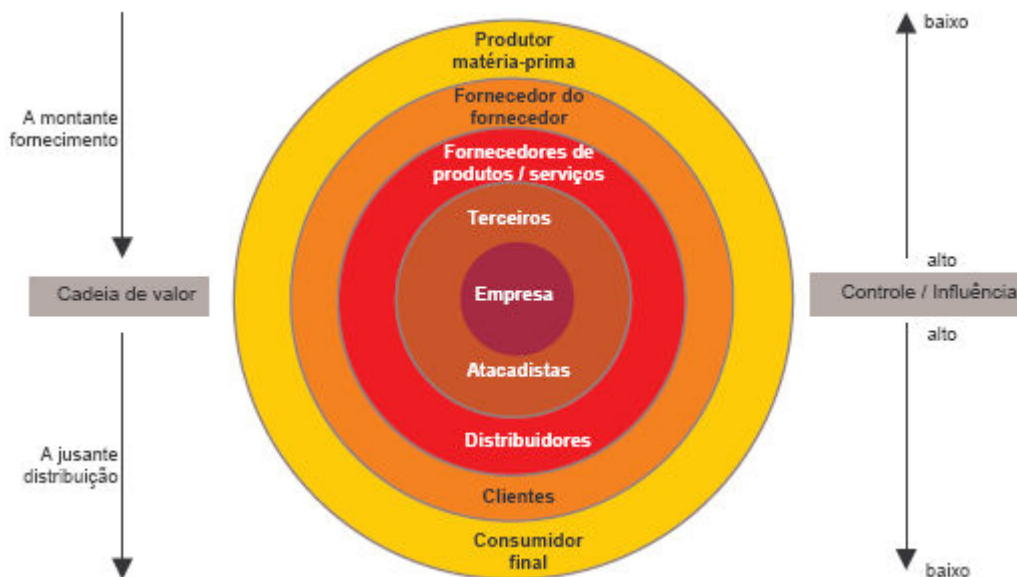 baixo
Produtor
matéria-prima
A montante
fornecimento
Fornecedor do
fornecedor
Fornecedores de
produtos / serviços
Terceiros
alto
Cadeia de valor
Empresa
Controle / Influência
alto
Atacadistas
Distribuidores
A jusante
distribuição
Clientes
Consumidor
final
baixo